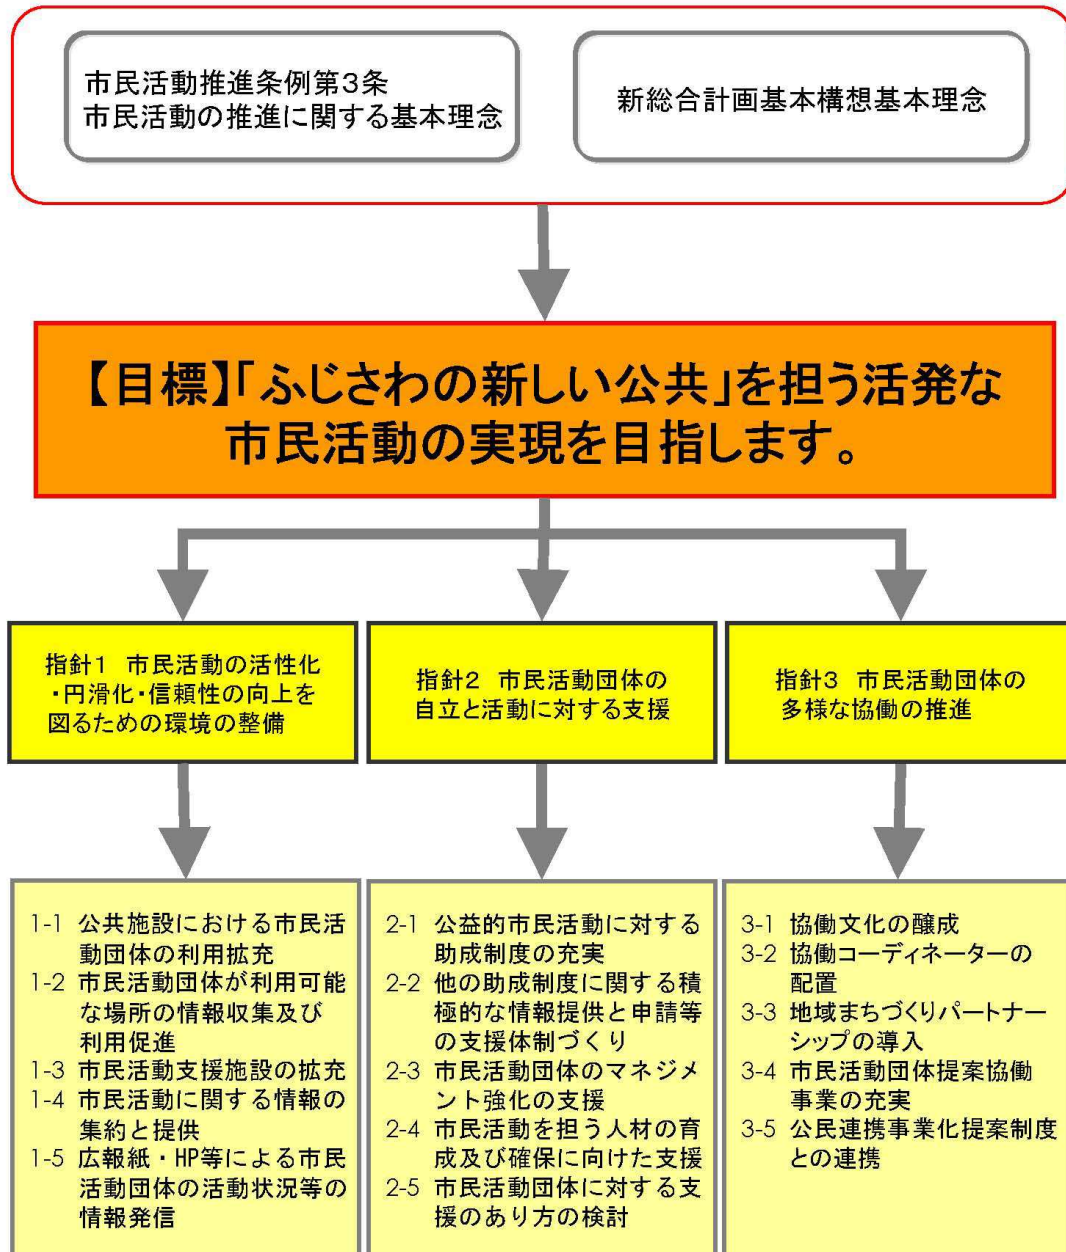 市民活動推進条例第3条
市民活動の推進に関する基本理念
新総合計画基本構想基本理念
【目標】「ふじさわの新しい公共」を担う活発な
市民活動の実現を目指します。
指針1 市民活動の活性化
・円滑化・信頼性の向上を
図るための環境の整備
指針2 市民活動団体の
自立と活動に対する支援
指針3 市民活動団体の
多様な協働の推進
1-1 公共施設における市民活
動団体の利用拡充
1-2 市民活動団体が利用可能
な場所の情報収集及び
利用促進
1-3 市民活動支援施設の拡充
1-4 市民活動に関する情報の
集約と提供
1-5 広報紙・HP等による市民
活動団体の活動状況等の
情報発信
2-1 公益的市民活動に対する
助成制度の充実
2-2 他の助成制度に関する積
極的な情報提供と申請等
の支援体制づくり
2-3 市民活動団体のマネジメ
ント強化の支援
2-4 市民活動を担う人材の育
成及び確保に向けた支援
2-5 市民活動団体に対する支
援のあり方の検討
3-1 協働文化の醸成
3-2 協働コーディネーターの
配置
3-3 地域まちづくりパートナー
シップの導入
3-4 市民活動団体提案協働
事業の充実
3-5 公民連携事業化提案制度
との連携